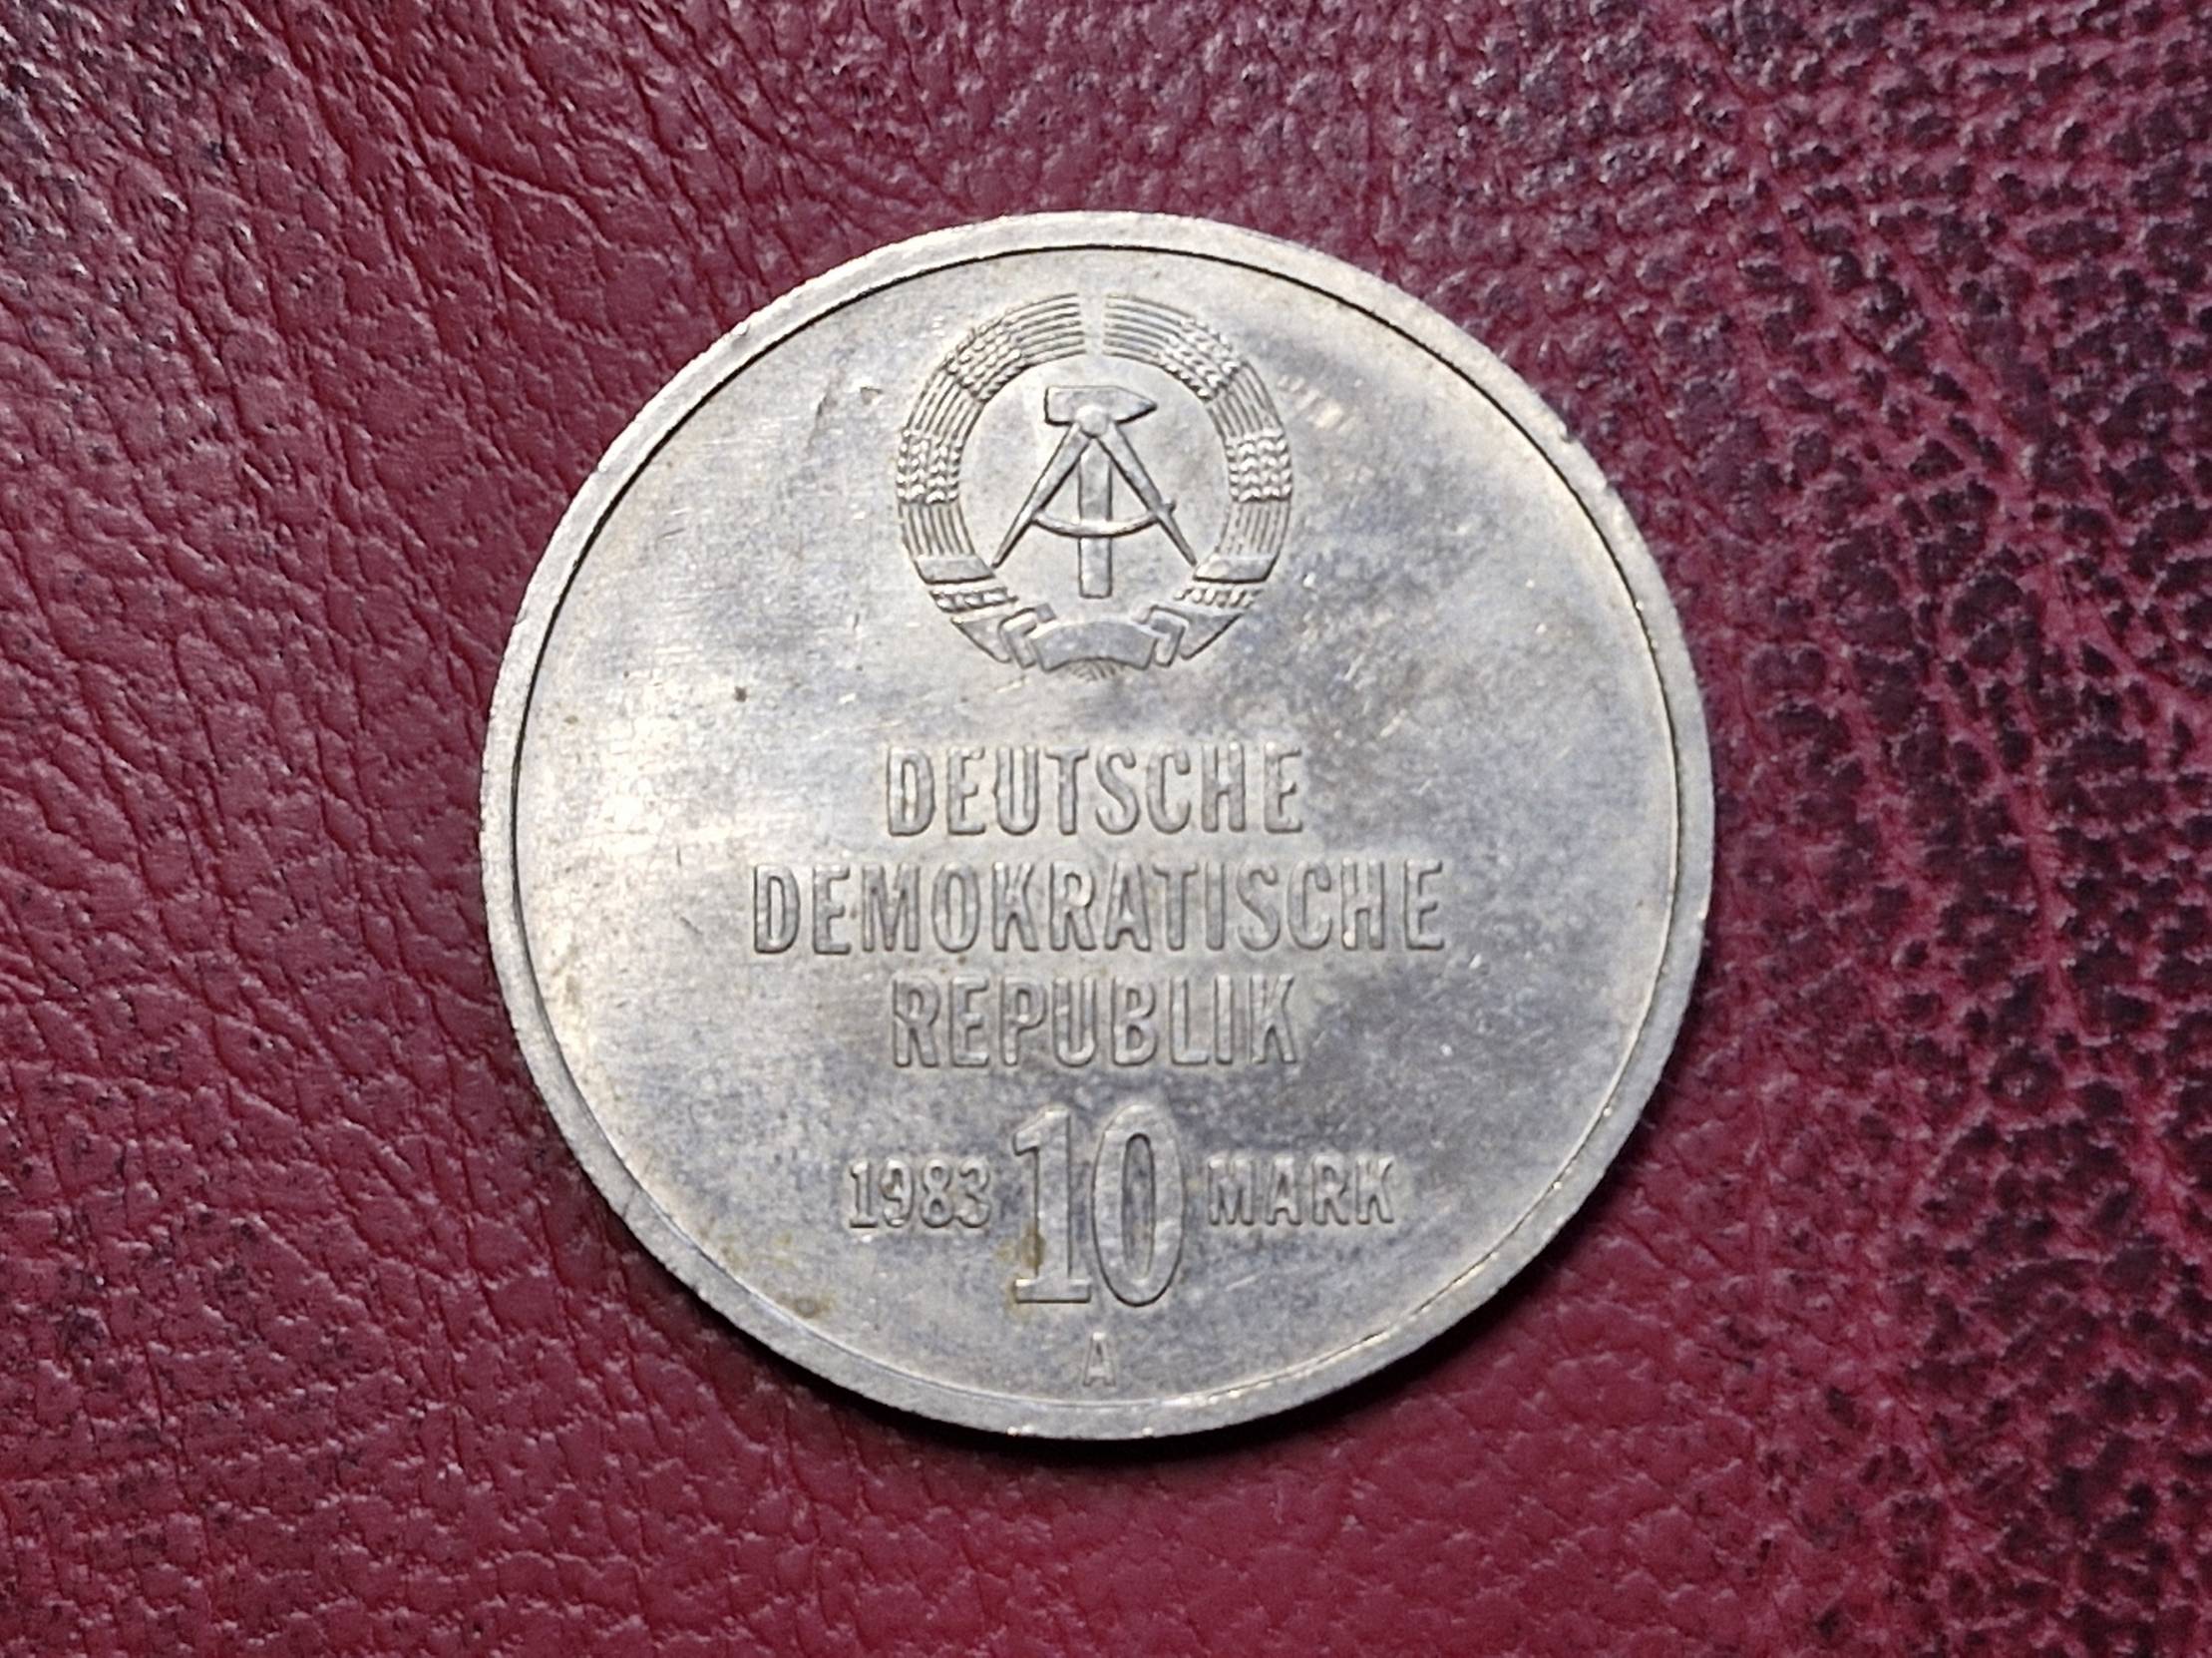 DEUTSCHE
DEMOKRATISCHE
REPUBLIK
1983 10 MARK
A